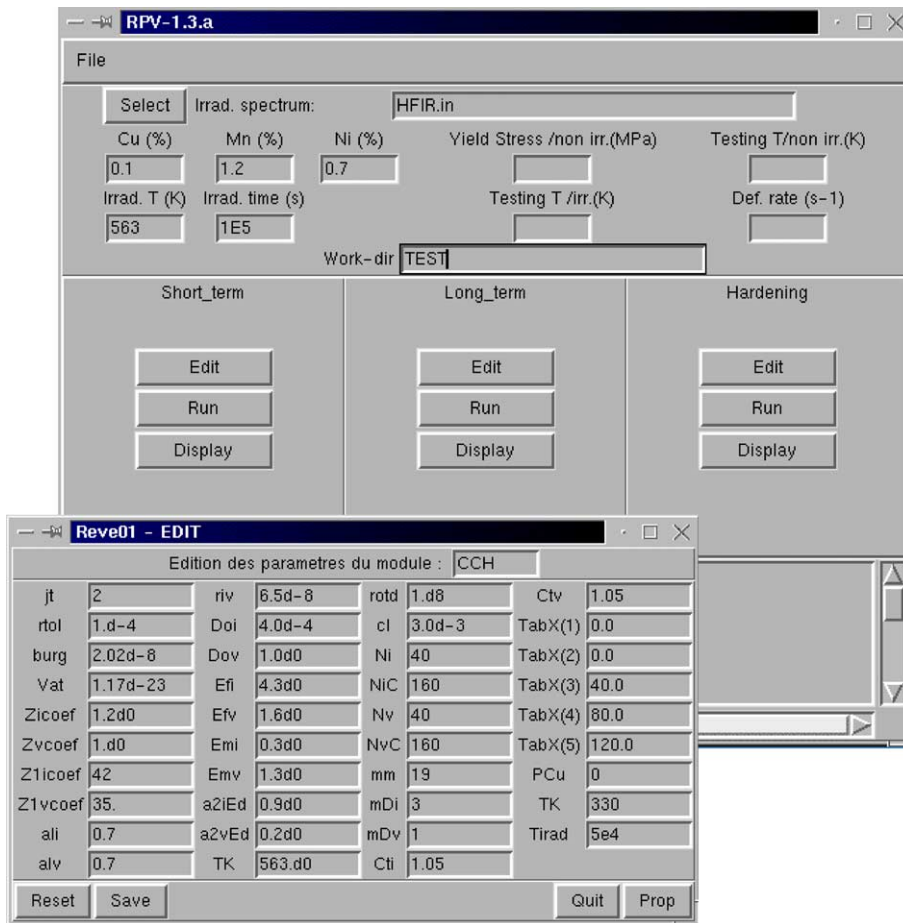 RPV-1.3.a
File
Select Irrad. spectrum: HFIR.in
Cu (%) Mn (%) Ni (%) Yield Stress /non irr.(MPa) Testing T/non irr.(K)
0.1 1.2 0.7
Irrad. T (K) Irrad. time (s) Testing T /irr.(K) Def. rate (s-1)
563 1E5
Work-dir TEST
Short_term Long_term Hardening
Edit Edit Edit
Run Run Run
Display Display Display
Reve01 - EDIT
Edition des parametres du module : CCH
jt 2 riv 6.5d-8 rotd 1.d8 Ctv 1.05
rtol 1.d-4 Doi 4.0d-4 cl 3.0d-3 TabX(1) 0.0
burg 2.02d-8 Dov 1.0d0 Ni 40 TabX(2) 0.0
Vat 1.17d-23 Efi 4.3d0 NiC 160 TabX(3) 40.0
Zicoef 1.2d0 Efv 1.6d0 Nv 40 TabX(4) 80.0
Zvcoef 1.d0 Emi 0.3d0 NvC 160 TabX(5) 120.0
Z1icoef 42 Emv 1.3d0 mm 19 PCu 0
Z1vcoef 35. a2iEd 0.9d0 mDi 3 TK 330
ali 0.7 a2vEd 0.2d0 mDv 1 Tirad 5e4
alv 0.7 TK 563.d0 Cti 1.05
Reset Save Quit Prop